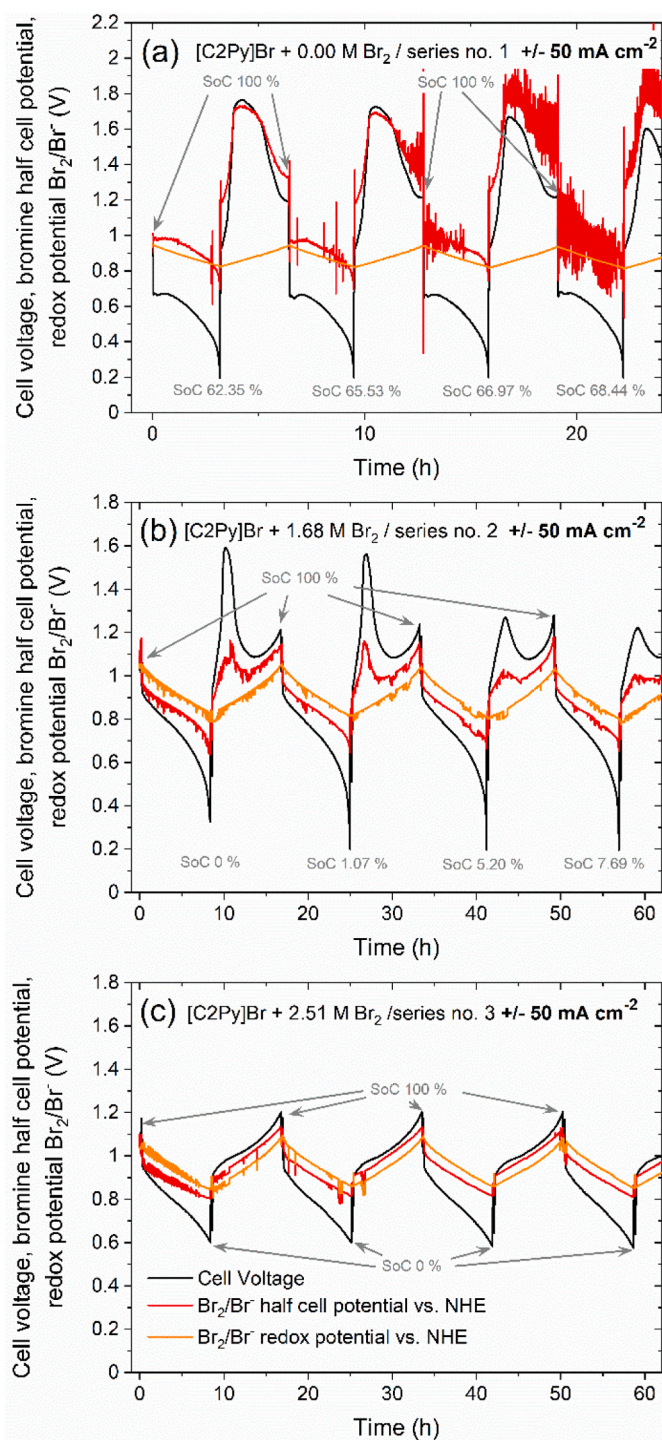 Cell voltage, bromine half cell potential,
redox potential Br₂/Br⁻ (V)
(a) [C2Py]Br + 0.00 M Br₂ / series no. 1 +/- 50 mA cm⁻²
SoC 100 %
SoC 100 %
2.2
2.0
1.8
1.6
1.4
1.2
1.0
0.8
0.6
0.4
0.2
0
SoC 62.35 %
SoC 65.53 %
SoC 66.97 %
SoC 68.44 %
0
10
20
Time (h)
Cell voltage, bromine half cell potential,
redox potential Br₂/Br⁻ (V)
(b) [C2Py]Br + 1.68 M Br₂ / series no. 2 +/- 50 mA cm⁻²
SoC 100 %
1.8
1.6
1.4
1.2
1
0.8
0.6
0.4
0.2
0
SoC 0 %
SoC 1.07 %
SoC 5.20 %
SoC 7.69 %
0
10
20
30
40
50
60
Time (h)
Cell voltage, bromine half cell potential,
redox potential Br₂/Br⁻ (V)
(c) [C2Py]Br + 2.51 M Br₂ /series no. 3 +/- 50 mA cm⁻²
SoC 100 %
1.8
1.6
1.4
1.2
1
0.8
0.6
0.4
0.2
0
SoC 0 %
Cell Voltage
Br₂/Br⁻ half cell potential vs. NHE
Br₂/Br⁻ redox potential vs. NHE
0
10
20
30
40
50
60
Time (h)